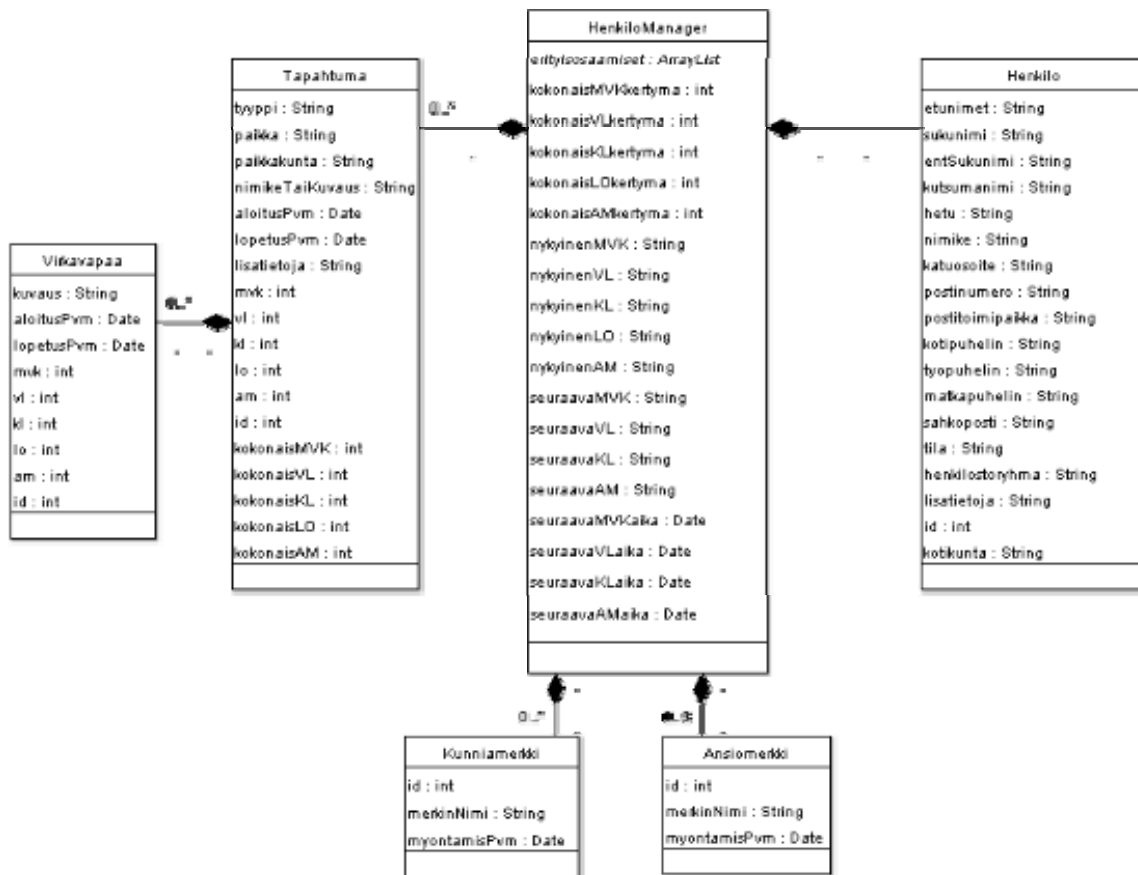 HenkiloManager
erityisosaamiset : ArrayList
kokonaisMVKkertyma : int
kokonaisVLkertyma : int
kokonaisKLkertyma : int
kokonaisLOkertyma : int
kokonaisAMkertyma : int
nykyinenMVK : String
nykyinenVL : String
nykyinenKL : String
nykyinenLO : String
nykyinenAM : String
seuraavaMVK : String
seuraavaVL : String
seuraavaKL : String
seuraavaAM : String
seuraavaMVKaika : Date
seuraavaVLaika : Date
seuraavaKLaika : Date
seuraavaAMaika : Date
Tapahtuma
tyyppi : String
paikka : String
paikkakunta : String
nimikeTaiKuvaus : String
aloitusPvm : Date
lopetusPvm : Date
lisatietoja : String
mvk : int
vl : int
kl : int
lo : int
am : int
id : int
kokonaisMVK : int
kokonaisVL : int
kokonaisKL : int
kokonaisLO : int
kokonaisAM : int
0..*
Henkilo
etunimet : String
sukunimi : String
entSukunimi : String
kutsumanimi : String
hetu : String
nimike : String
katuosoite : String
postinumero : String
postitoimipaikka : String
kotipuhelin : String
tyopuhelin : String
matkapuhelin : String
sahkoposti : String
tila : String
henkilostoryhma : String
lisatietoja : String
id : int
kotikunta : String
Virkavapaa
kuvaus : String
aloitusPvm : Date
lopetusPvm : Date
mvk : int
vl : int
kl : int
lo : int
am : int
id : int
0..*
0..*
0..*
Kunniamerkki
id : int
merkinNimi : String
myontamisPvm : Date
Ansiomerkki
id : int
merkinNimi : String
myontamisPvm : Date